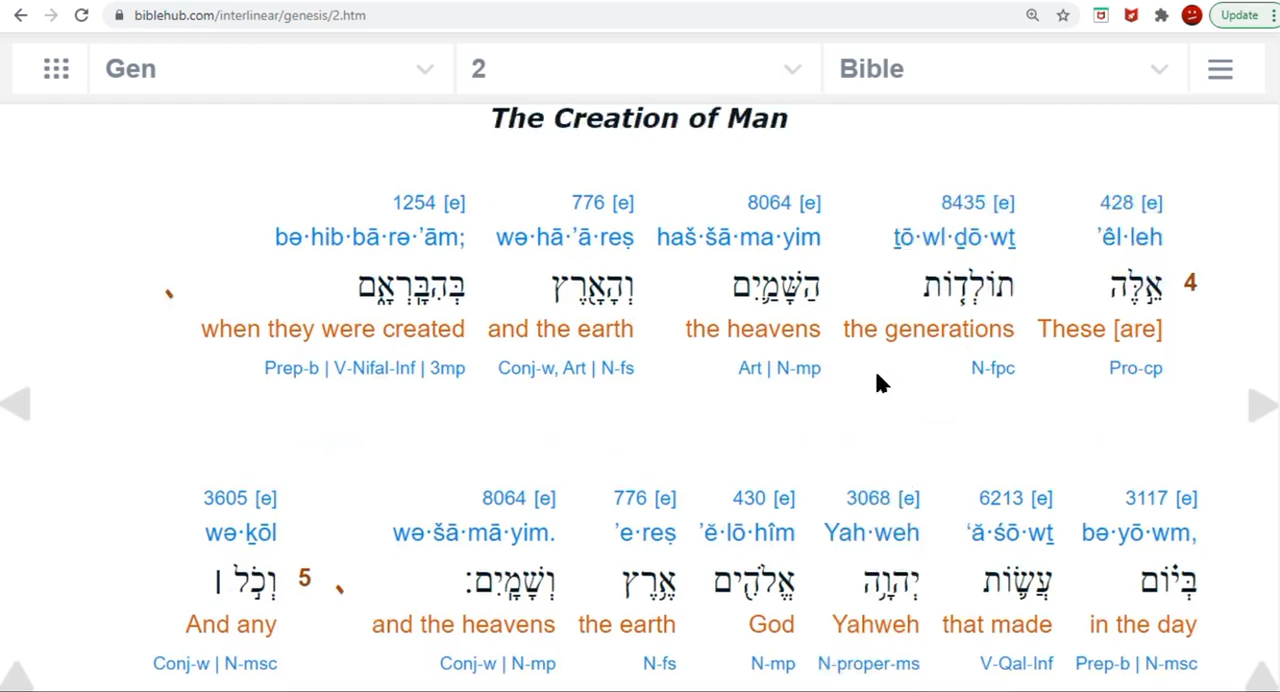 biblehub.com/interlinear/genesis/2.htm Update
Gen 2 Bible
The Creation of Man
428 [e] 8435 [e] 8064 [e] 776 [e] 1254 [e]
’êl·leh ṯō·wl·ḏō·wṯ haš·šā·ma·yim wə·hā·’ā·reṣ bə·hib·bā·rə·’ām;
4 אֵ֣לֶּה תוֹלְד֧וֹת הַשָּׁמַ֛יִם וְהָאָ֖רֶץ בְּהִבָּֽרְאָ֑ם
These [are] the generations the heavens and the earth when they were created
Pro-cp N-fpc Art | N-mp Conj-w, Art | N-fs Prep-b | V-Nifal-Inf | 3mp
3117 [e] 6213 [e] 3068 [e] 430 [e] 776 [e] 8064 [e] 3605 [e]
bə·yō·wm, ‘ă·śō·wṯ Yah·weh ’ĕ·lō·hîm ’e·reṣ wə·šā·mā·yim. wə·ḵōl
בְּי֗וֹם עֲשׂ֛וֹת יְהוָ֥ה אֱלֹהִ֖ים אֶ֥רֶץ וְשָׁמָֽיִם׃ 5 וְכֹ֣ל ׀
in the day that made Yahweh God the earth and the heavens And any
Prep-b | N-msc V-Qal-Inf N-proper-ms N-mp N-fs Conj-w | N-mp Conj-w | N-msc